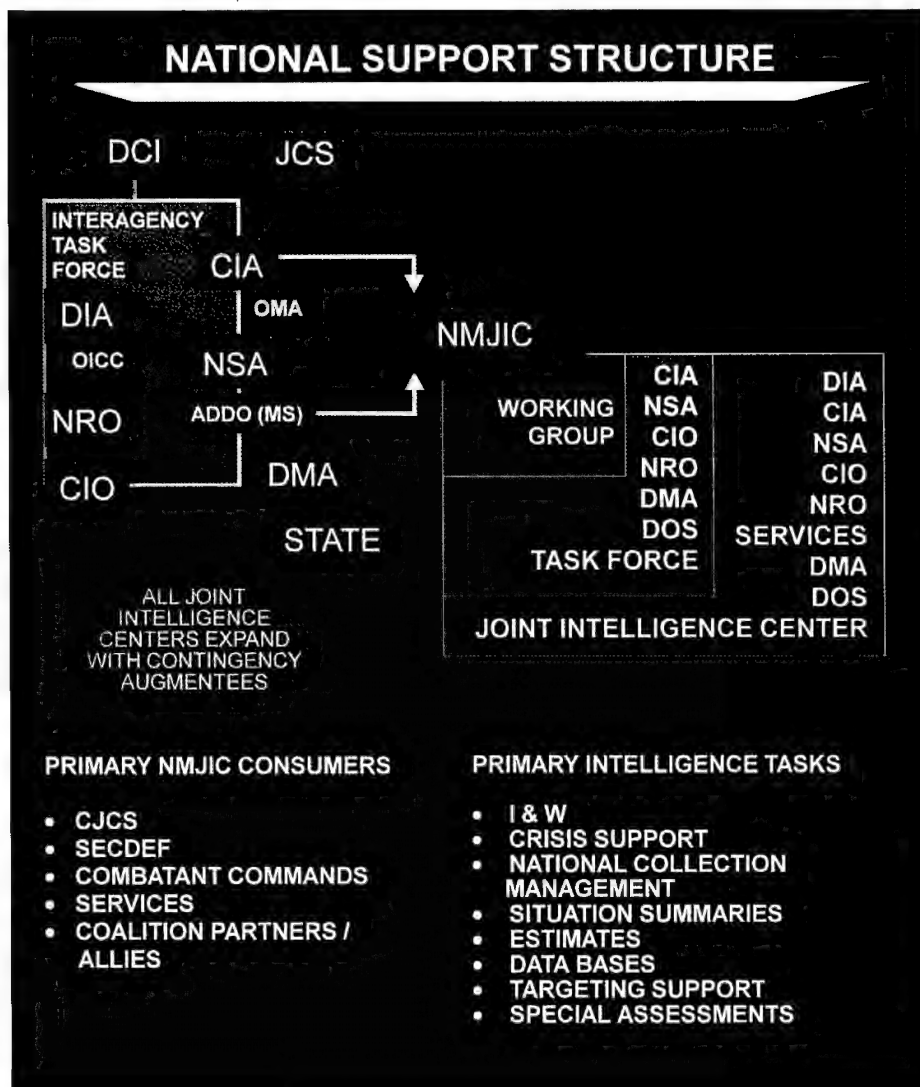 NATIONAL SUPPORT STRUCTURE
DCI
JCS
INTERAGENCY
TASK
FORCE
CIA
DIA
OMA
OICC
NSA
NRO
ADDO (MS)
CIO
DMA
STATE
NMJIC
WORKING
GROUP
CIA
NSA
CIO
NRO
DMA
DOS
TASK FORCE
DIA
CIA
NSA
CIO
NRO
SERVICES
DMA
DOS
JOINT INTELLIGENCE CENTER
ALL JOINT
INTELLIGENCE
CENTERS EXPAND
WITH CONTINGENCY
AUGMENTEES
PRIMARY NMJIC CONSUMERS
• CJCS
• SECDEF
• COMBATANT COMMANDS
• SERVICES
• COALITION PARTNERS /
ALLIES
PRIMARY INTELLIGENCE TASKS
• I & W
• CRISIS SUPPORT
• NATIONAL COLLECTION
MANAGEMENT
• SITUATION SUMMARIES
• ESTIMATES
• DATA BASES
• TARGETING SUPPORT
• SPECIAL ASSESSMENTS